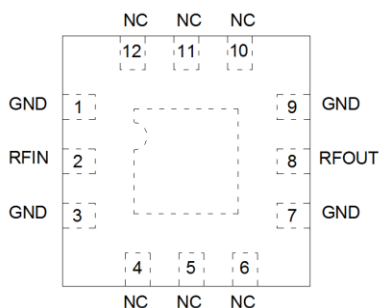 NC NC NC
12 11 10
GND 1 9 GND
RFIN 2 8 RFOUT
GND 3 7 GND
4 5 6
NC NC NC